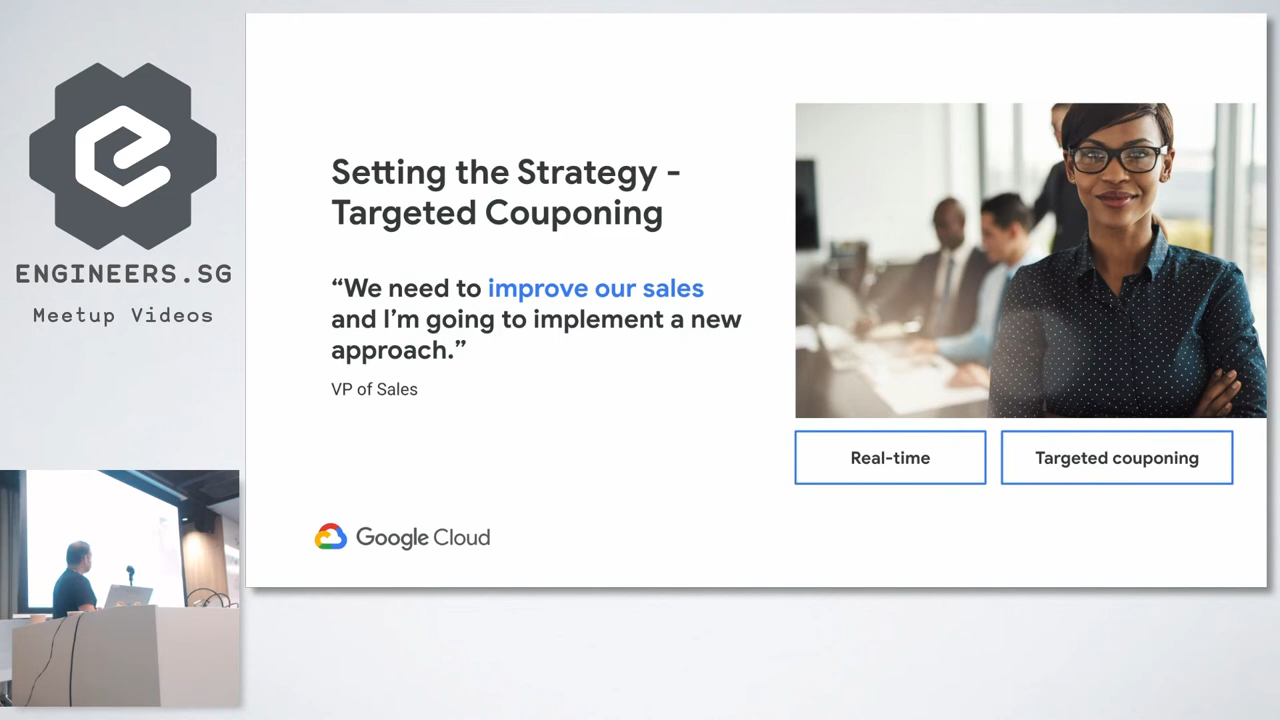 ENGINEERS.SG
Meetup Videos
Setting the Strategy -
Targeted Couponing
“We need to improve our sales
and I’m going to implement a new
approach.”
VP of Sales
Real-time
Targeted couponing
Google Cloud